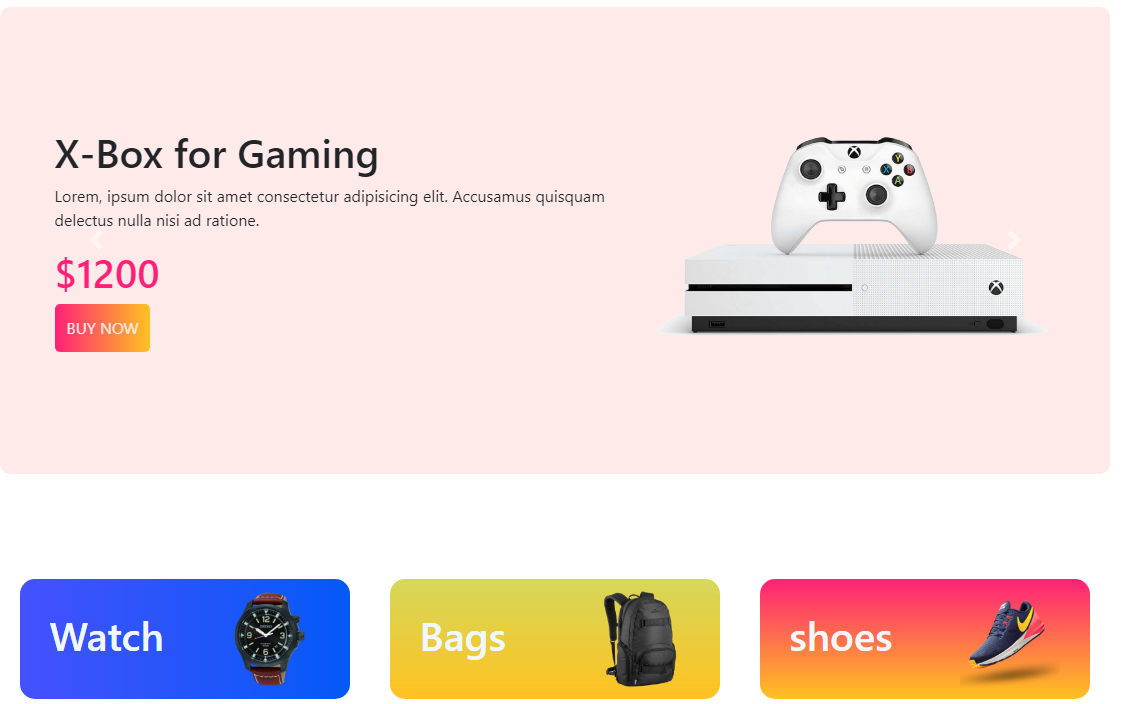 X-Box for Gaming
Lorem, ipsum dolor sit amet consectetur adipisicing elit. Accusamus quisquam
delectus nulla nisi ad ratione.
$1200
BUY NOW
Y
X B
A
Watch
Bags
shoes